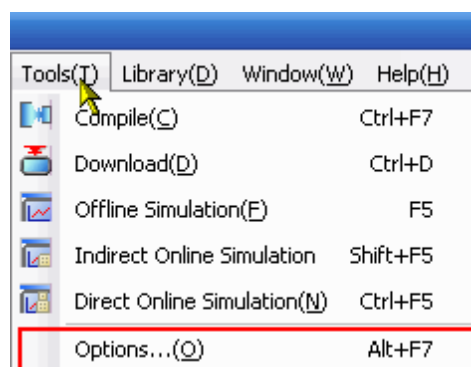 Tools(T) Library(D) Window(W) Help(H)
Compile(C) Ctrl+F7
Download(D) Ctrl+D
Offline Simulation(F) F5
Indirect Online Simulation Shift+F5
Direct Online Simulation(N) Ctrl+F5
Options...(O) Alt+F7